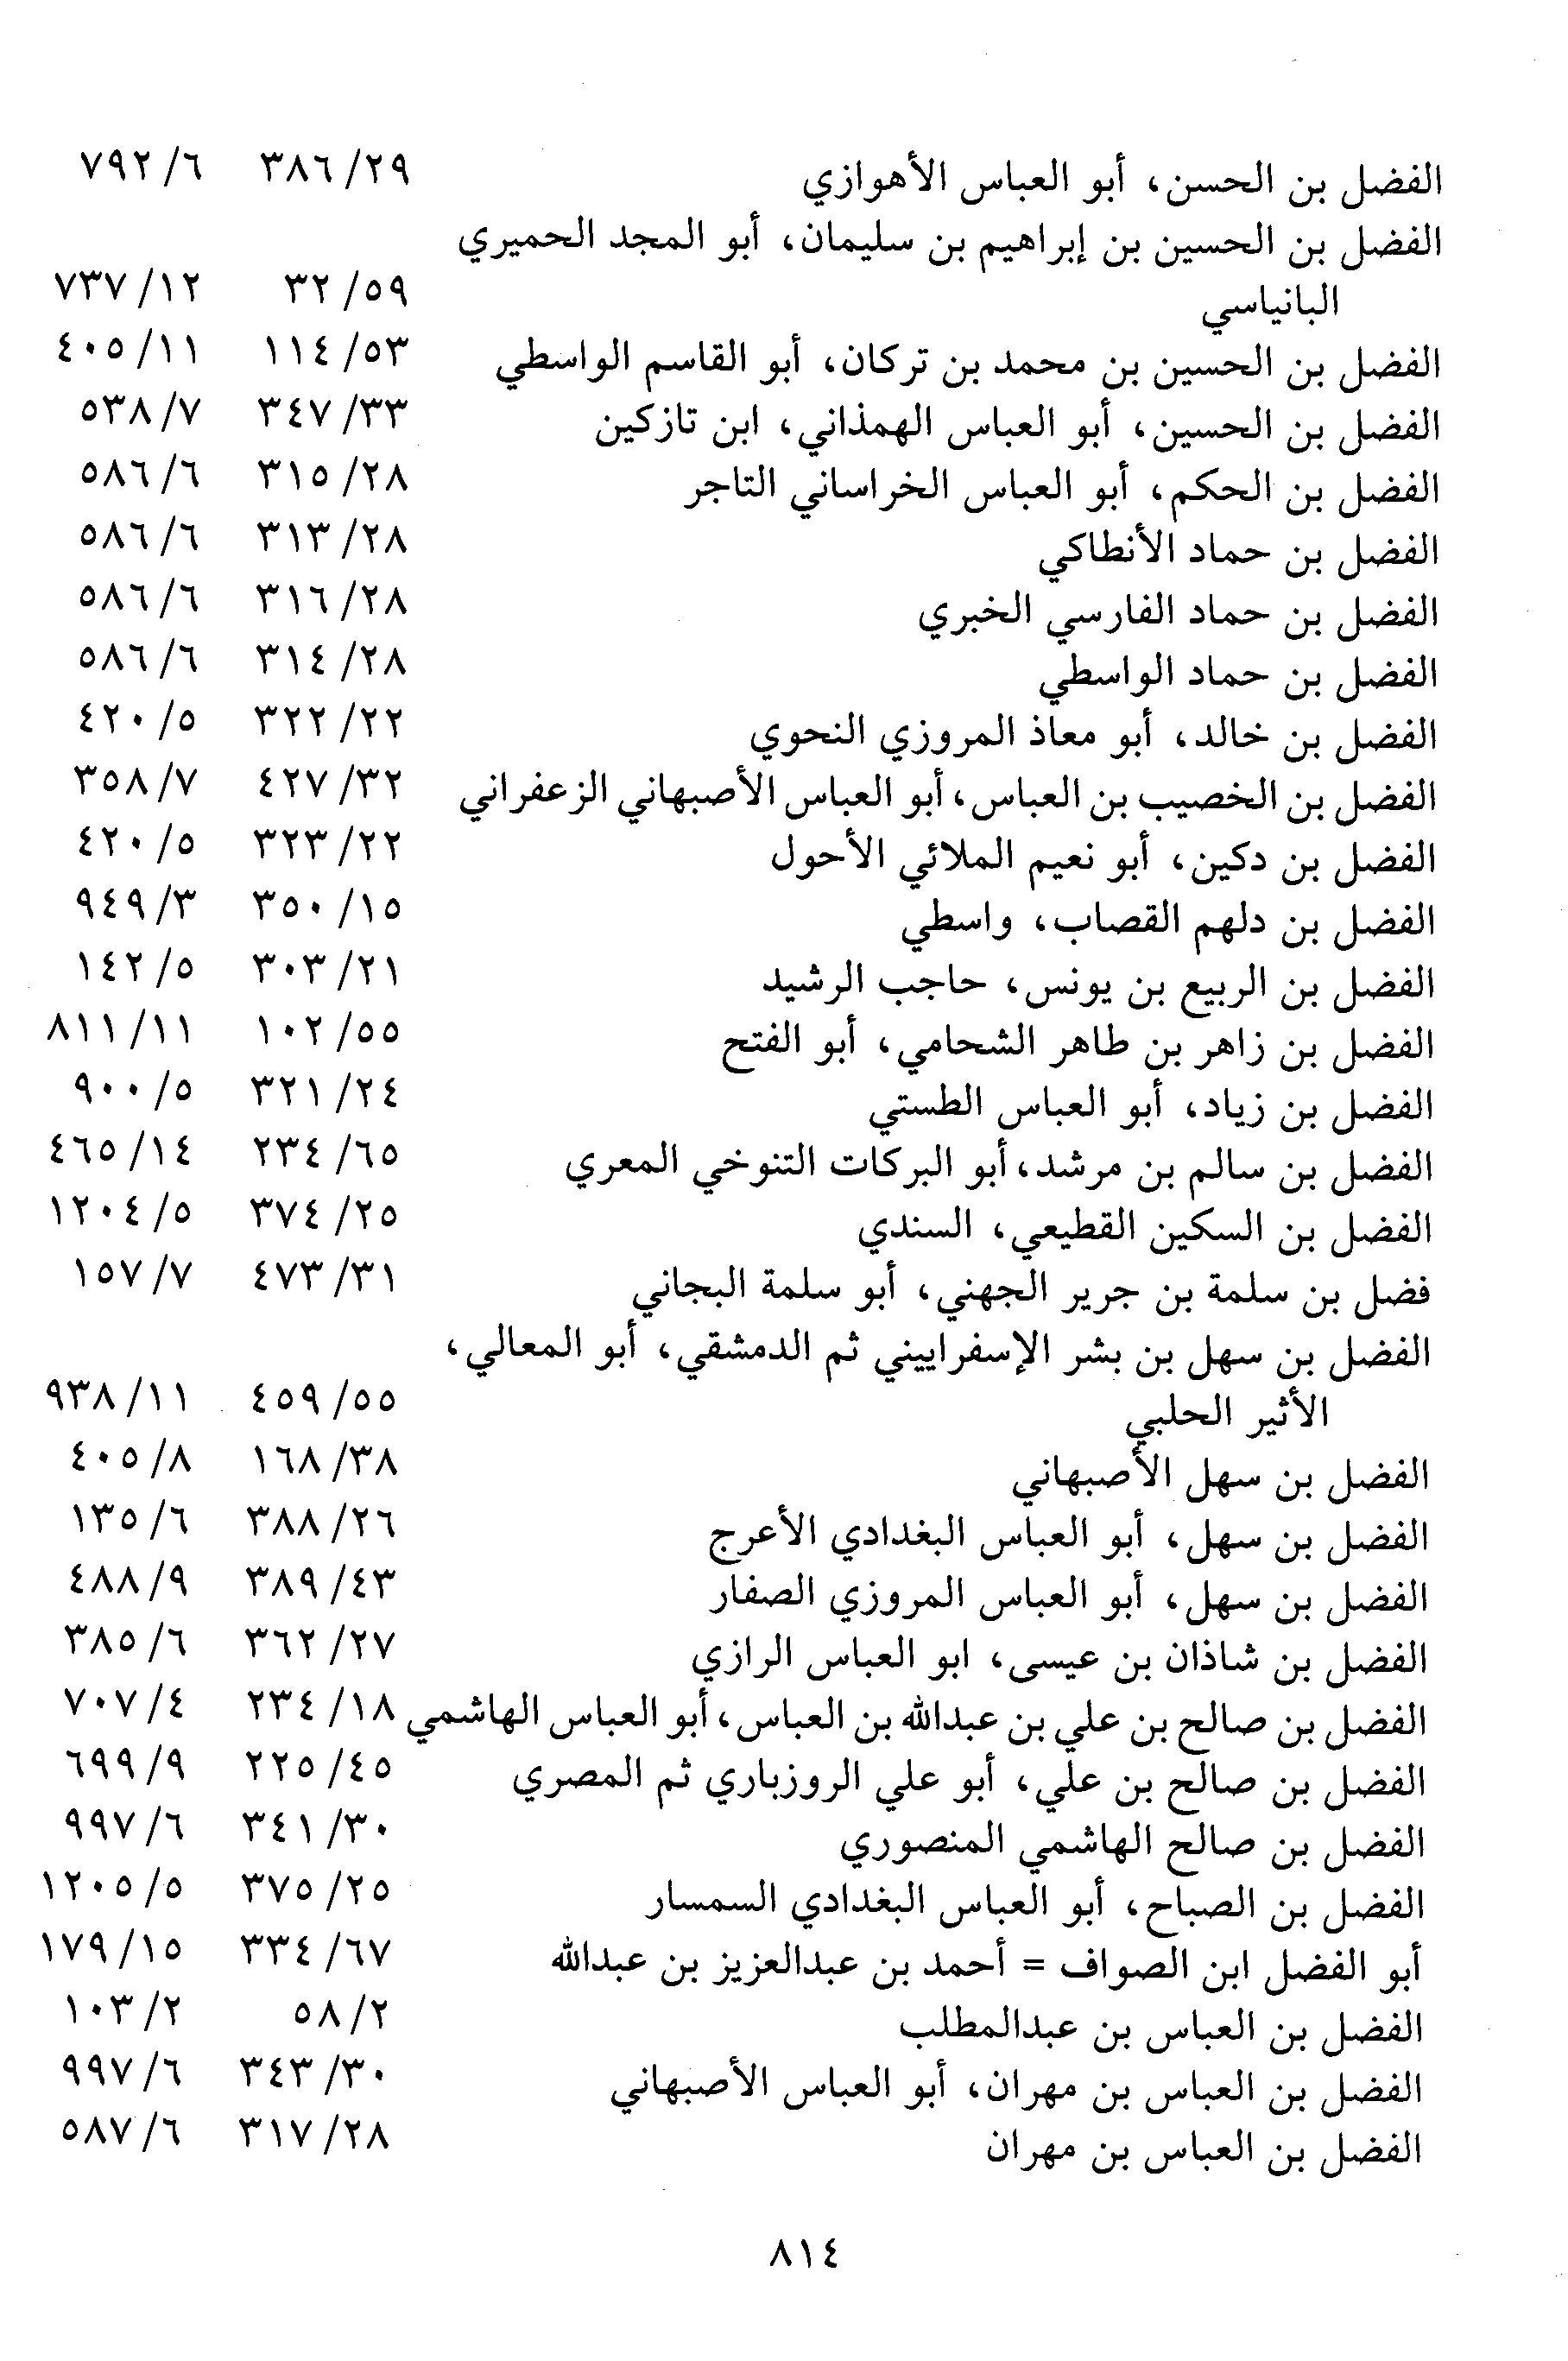 الفضل بن الحسن، أبو العباس الأهوازي ٢٩/ ٣٨٦ ٦/ ٧٩٢
الفضل بن الحسين بن إبراهيم بن سليمان، أبو المجد الحميري
البانياسي ٥٩/ ٣٢ ١٢/ ٧٣٧
الفضل بن الحسين بن محمد بن تركان، أبو القاسم الواسطي ٥٣/ ١١٤ ١١/ ٤٠٥
الفضل بن الحسين، أبو العباس الهمذاني، ابن تازكين ٣٣/ ٣٤٧ ٧/ ٥٣٨
الفضل بن الحكم، أبو العباس الخراساني التاجر ٢٨/ ٣١٥ ٦/ ٥٨٦
الفضل بن حماد الأنطاكي ٢٨/ ٣١٣ ٦/ ٥٨٦
الفضل بن حماد الفارسي الخبري ٢٨/ ٣١٦ ٦/ ٥٨٦
الفضل بن حماد الواسطي ٢٨/ ٣١٤ ٦/ ٥٨٦
الفضل بن خالد، أبو معاذ المروزي النحوي ٢٢/ ٣٢٢ ٥/ ٤٢٠
الفضل بن الخصيب بن العباس، أبو العباس الأصبهاني الزعفراني ٣٢/ ٤٢٧ ٧/ ٣٥٨
الفضل بن دكين، أبو نعيم الملائي الأحول ٢٢/ ٣٢٣ ٥/ ٤٢٠
الفضل بن دلهم القصاب، واسطي ١٥/ ٣٥٠ ٣/ ٩٤٩
الفضل بن الربيع بن يونس، حاجب الرشيد ٢١/ ٣٠٣ ٥/ ١٤٢
الفضل بن زاهر بن طاهر الشحامي، أبو الفتح ٥٥/ ١٠٢ ١١/ ٨١١
الفضل بن زياد، أبو العباس الطستي ٢٤/ ٣٢١ ٥/ ٩٠٠
الفضل بن سالم بن مرشد، أبو البركات التنوخي المعري ٦٥/ ٢٣٤ ١٤/ ٤٦٥
الفضل بن السكين القطيعي، السندي ٢٥/ ٣٧٤ ٥/ ١٢٠٤
فضل بن سلمة بن جرير الجهني، أبو سلمة البجاني ٣١/ ٤٧٣ ٧/ ١٥٧
الفضل بن سهل بن بشر الإسفراييني ثم الدمشقي، أبو المعالي،
الأثير الحلبي ٥٥/ ٤٥٩ ١١/ ٩٣٨
الفضل بن سهل الأصبهاني ٣٨/ ١٦٨ ٨/ ٤٠٥
الفضل بن سهل، أبو العباس البغدادي الأعرج ٢٦/ ٣٨٨ ٦/ ١٣٥
الفضل بن سهل، أبو العباس المروزي الصفار ٤٣/ ٣٨٩ ٩/ ٤٨٨
الفضل بن شاذان بن عيسى، ابو العباس الرازي ٢٧/ ٣٦٢ ٦/ ٣٨٥
الفضل بن صالح بن علي بن عبدالله بن العباس، أبو العباس الهاشمي ١٨/ ٢٣٤ ٤/ ٧٠٧
الفضل بن صالح بن علي، أبو علي الروزباري ثم المصري ٤٥/ ٢٢٥ ٩/ ٦٩٩
الفضل بن صالح الهاشمي المنصوري ٣٠/ ٣٤١ ٦/ ٩٩٧
الفضل بن الصباح، أبو العباس البغدادي السمسار ٢٥/ ٣٧٥ ٥/ ١٢٠٥
أبو الفضل ابن الصواف = أحمد بن عبدالعزيز بن عبدالله ٦٧/ ٣٣٤ ١٥/ ١٧٩
الفضل بن العباس بن عبدالمطلب ٢/ ٥٨ ٢/ ١٠٣
الفضل بن العباس بن مهران، أبو العباس الأصبهاني ٣٠/ ٣٤٣ ٦/ ٩٩٧
الفضل بن العباس بن مهران ٢٨/ ٣١٧ ٦/ ٥٨٧
٨١٤